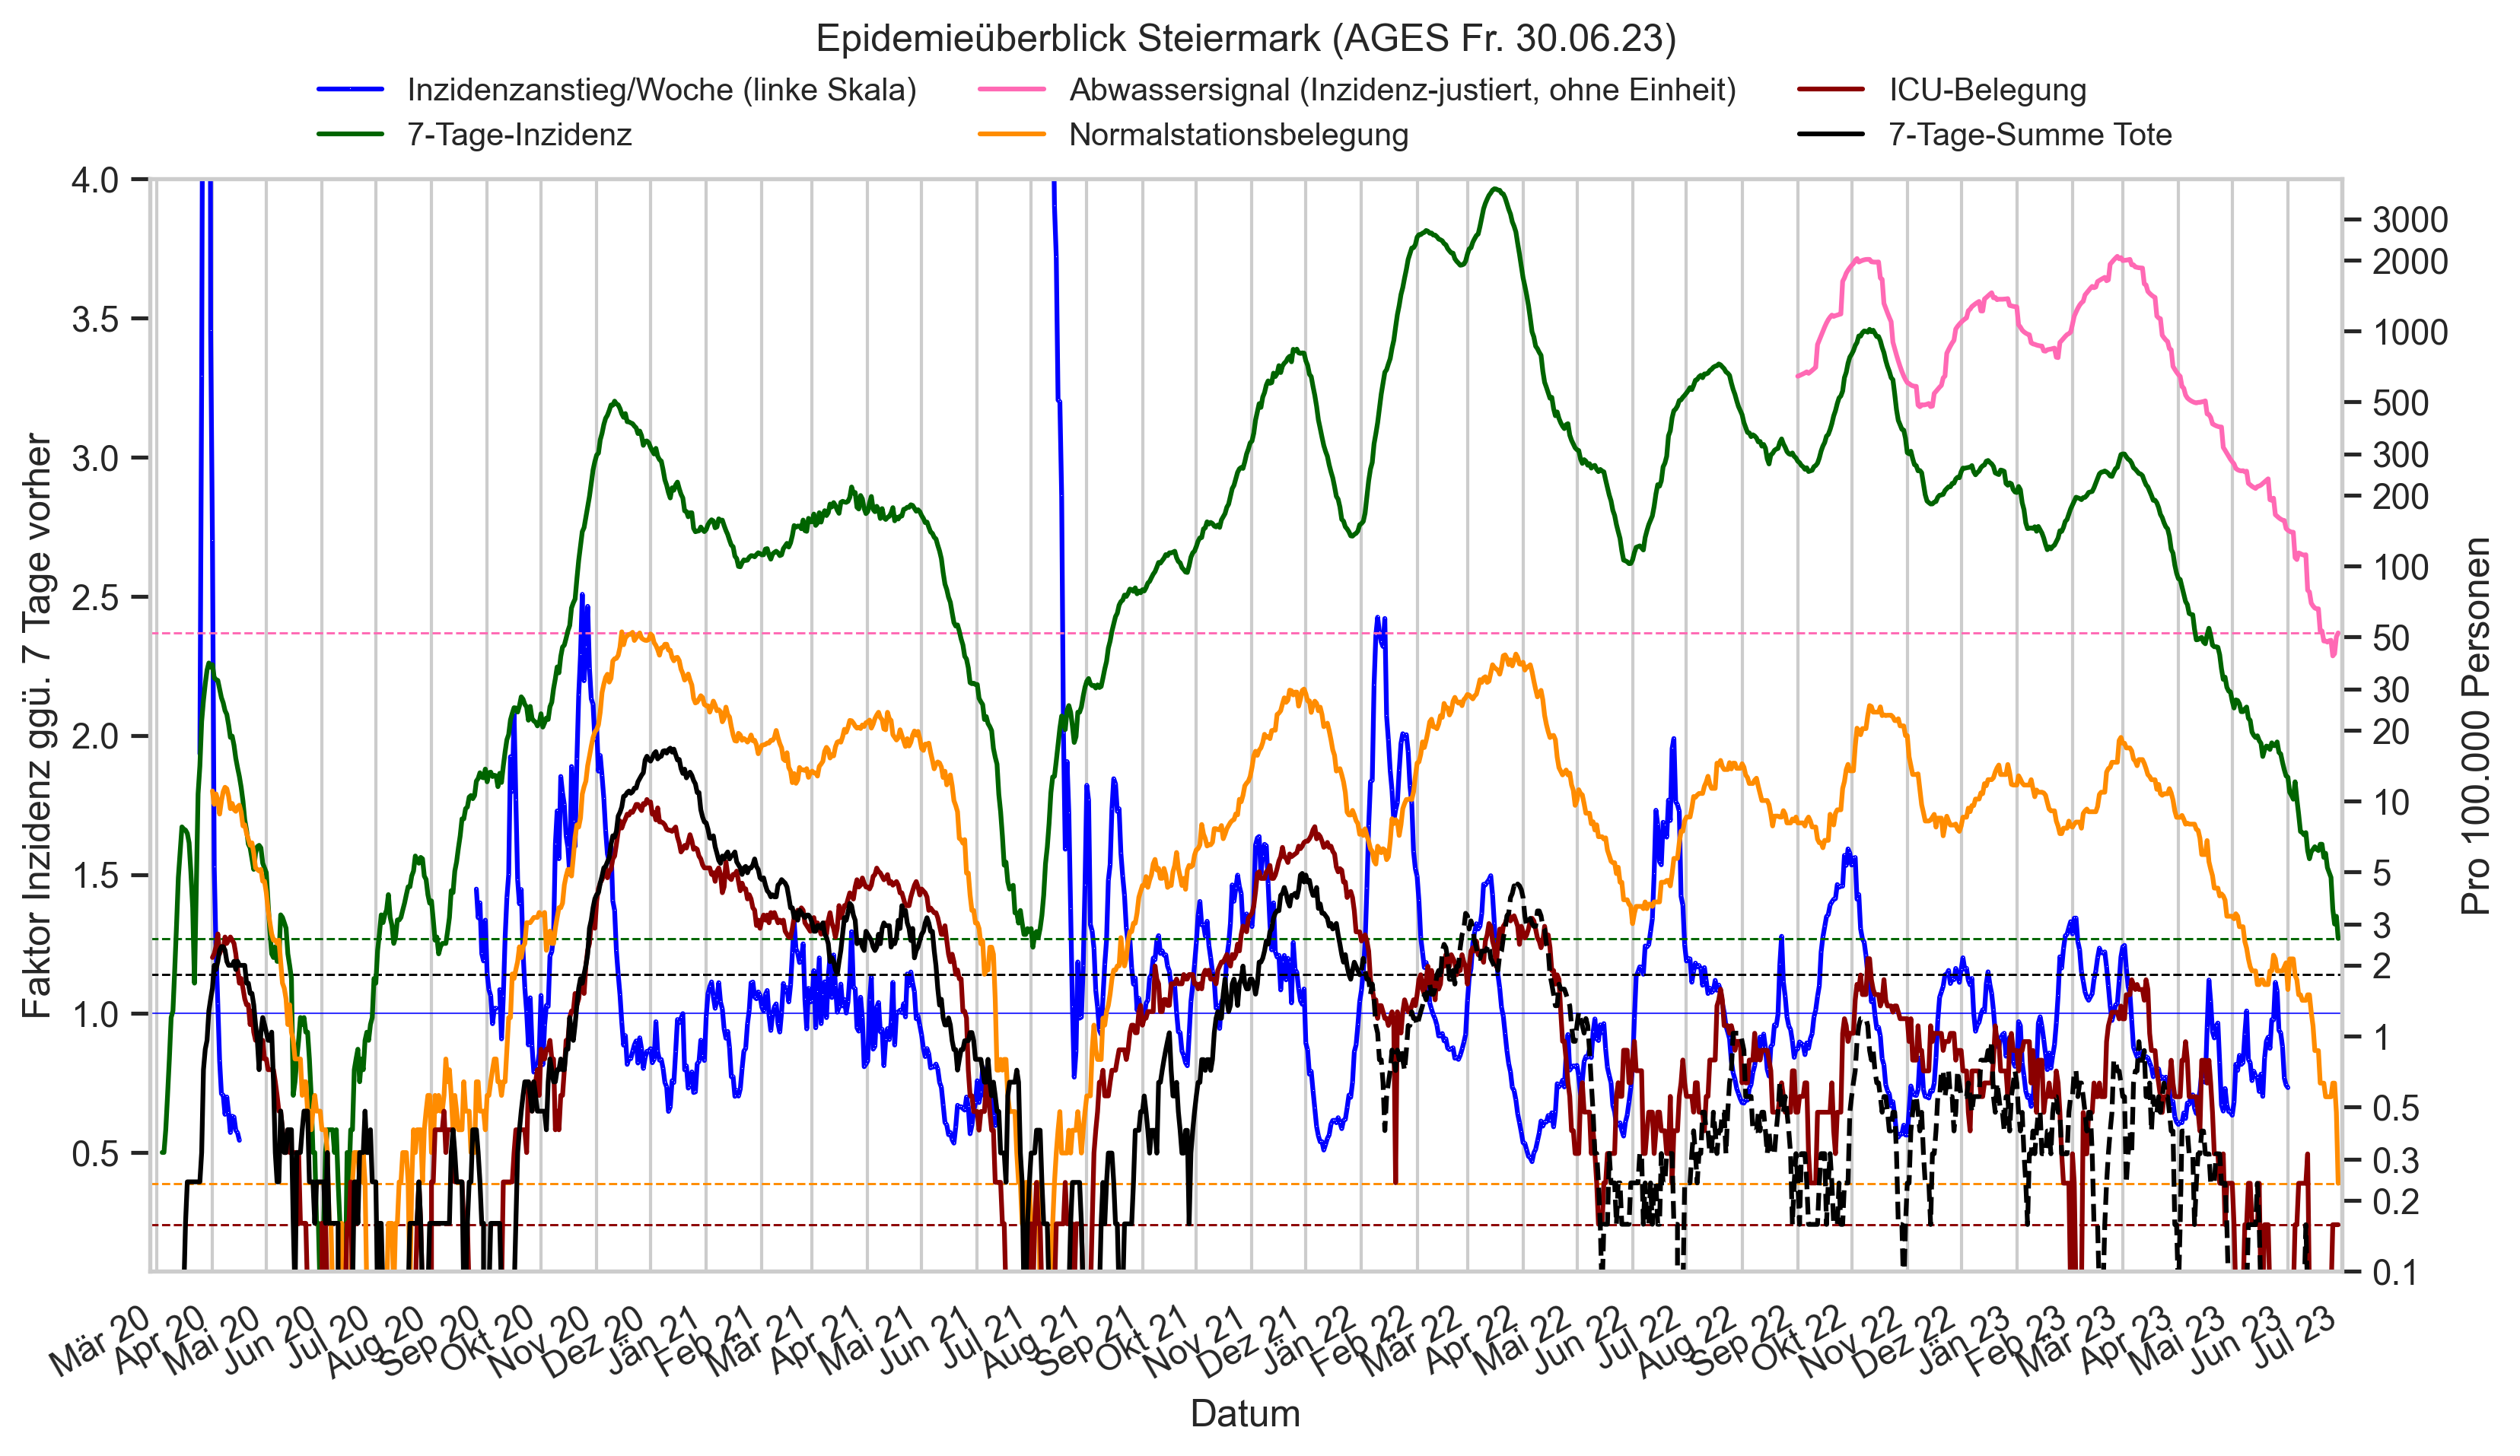 Epidemieüberblick Steiermark (AGES Fr. 30.06.23)
Inzidenzanstieg/Woche (linke Skala)
Abwassersignal (Inzidenz-justiert, ohne Einheit)
ICU-Belegung
7-Tage-Inzidenz
Normalstationsbelegung
7-Tage-Summe Tote
Faktor Inzidenz ggü. 7 Tage vorher
4.0
3.5
3.0
2.5
2.0
1.5
1.0
0.5
3000
2000
1000
500
300
200
100
50
30
20
10
5
3
2
1
0.5
0.3
0.2
0.1
Pro 100.000 Personen
Mär 20
Apr 20
Mai 20
Jun 20
Jul 20
Aug 20
Sep 20
Okt 20
Nov 20
Dez 20
Jän 21
Feb 21
Mär 21
Apr 21
Mai 21
Jun 21
Jul 21
Aug 21
Sep 21
Okt 21
Nov 21
Dez 21
Jän 22
Feb 22
Mär 22
Apr 22
Mai 22
Jun 22
Jul 22
Aug 22
Sep 22
Okt 22
Nov 22
Dez 22
Jän 23
Feb 23
Mär 23
Apr 23
Mai 23
Jun 23
Jul 23
Datum